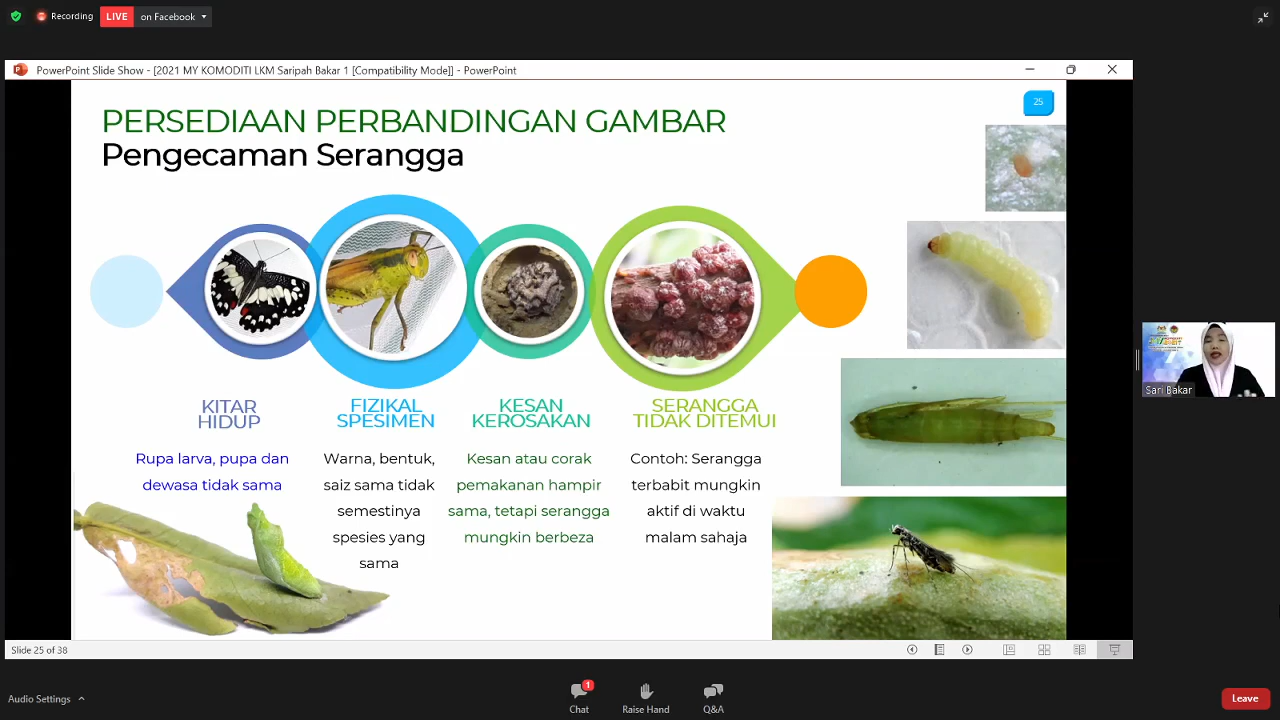 Recording
LIVE
on Facebook
PowerPoint Slide Show - [2021 MY KOMODITI LKM Saripah Bakar 1 [Compatibility Mode]] - PowerPoint
25
PERSEDIAAN PERBANDINGAN GAMBAR
Pengecaman Serangga
KITAR
HIDUP
Rupa larva, pupa dan
dewasa tidak sama
FIZIKAL
SPESIMEN
Warna, bentuk,
saiz sama tidak
semestinya
spesies yang
sama
KESAN
KEROSAKAN
Kesan atau corak
pemakanan hampir
sama, tetapi serangga
mungkin berbeza
SERANGGA
TIDAK DITEMUI
Contoh: Serangga
terbabit mungkin
aktif di waktu
malam sahaja
Sari Bakar
Slide 25 of 38
Audio Settings
1
Chat
Raise Hand
Q&A
Leave